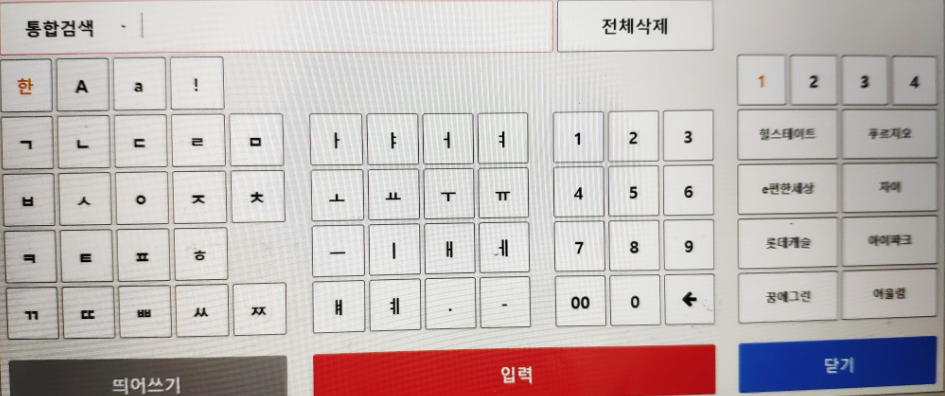 통합검색 전체삭제
한 A a ! 1 2 3 4
ㄱ ㄴ ㄷ ㄹ ㅁ ㅏ ㅑ ㅓ ㅕ 1 2 3 힐스테이트 푸르지오
ㅂ ㅅ ㅇ ㅈ ㅊ ㅗ ㅛ ㅜ ㅠ 4 5 6 e편한세상 자이
ㅋ ㅌ ㅍ ㅎ ㅡ ㅣ ㅐ ㅔ 7 8 9 롯데캐슬 아이파크
ㄲ ㄸ ㅃ ㅆ ㅉ ㅒ ㅖ . - 00 0 ← 꿈에그린 어울림
띄어쓰기 입력 닫기